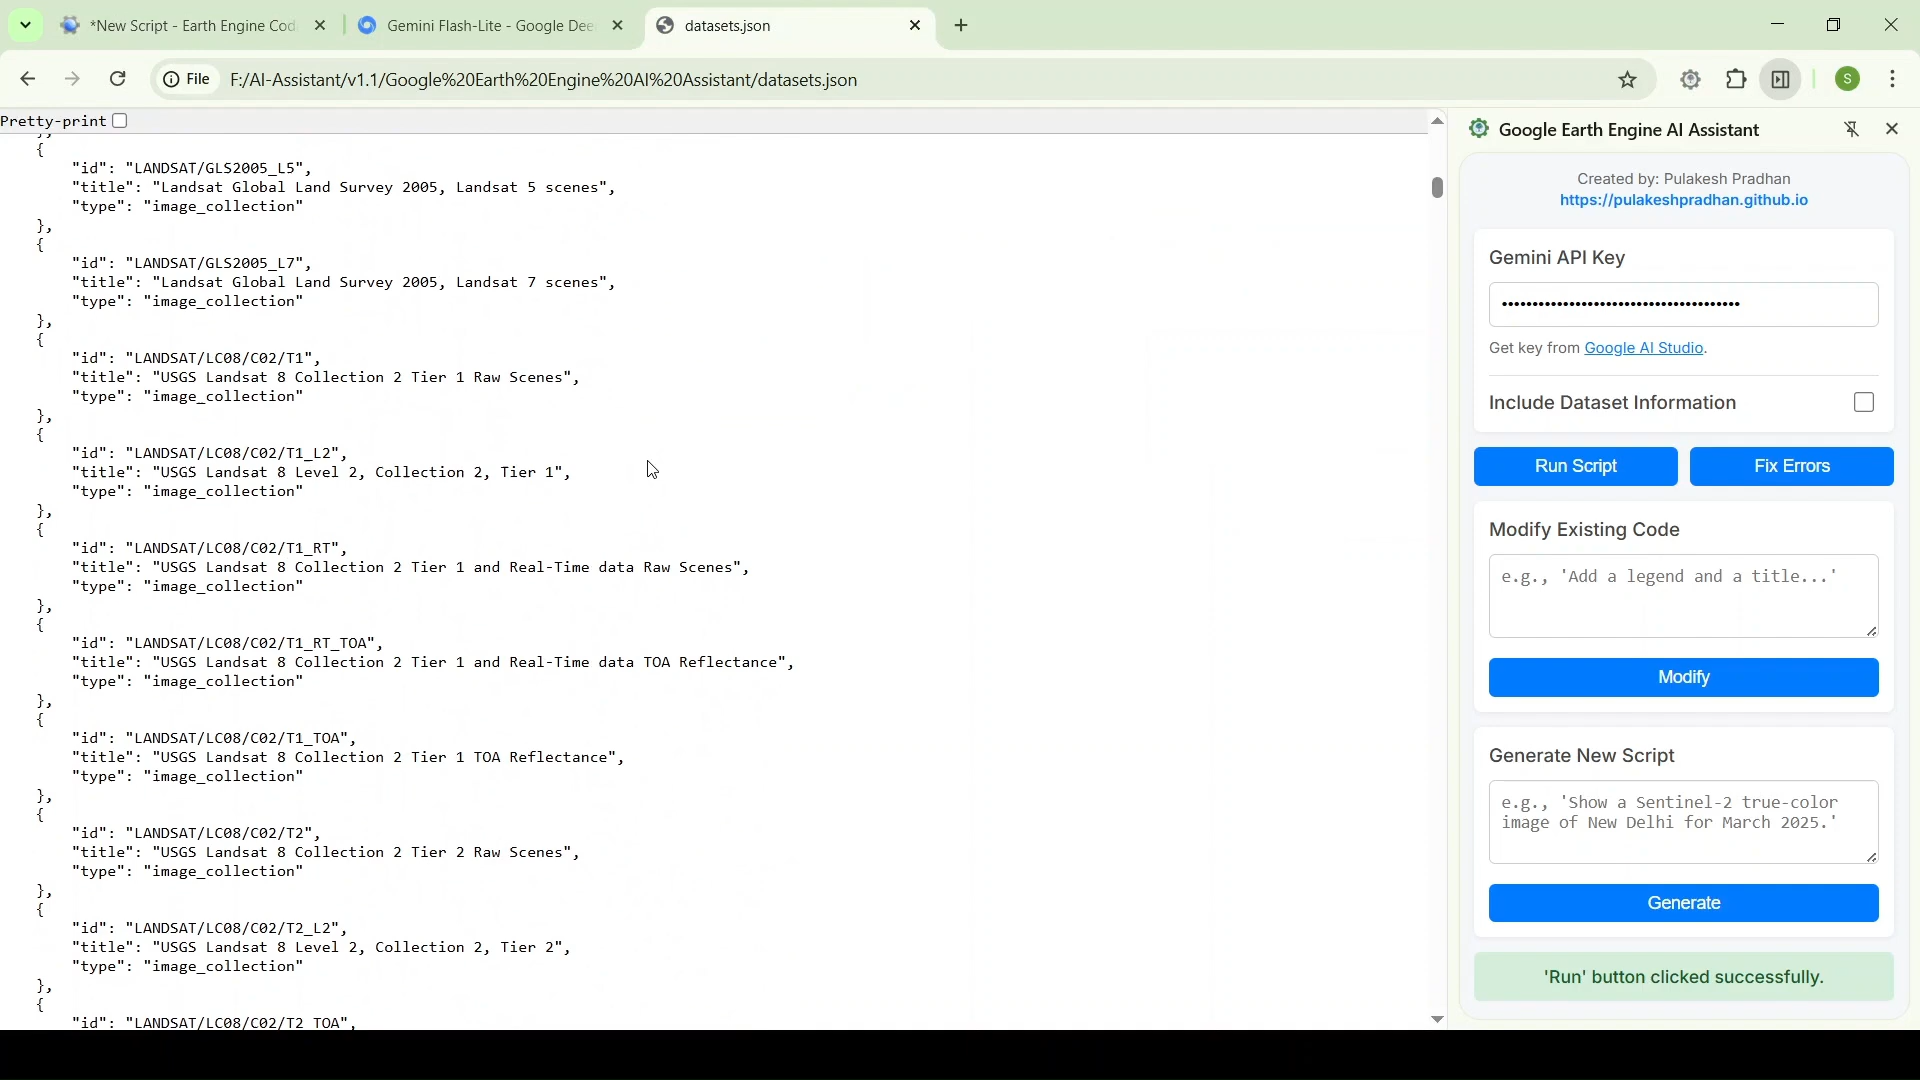 *New Script - Earth Engine Cod
Gemini Flash-Lite - Google Dee
datasets.json
File
F:/AI-Assistant/v1.1/Google%20Earth%20Engine%20AI%20Assistant/datasets.json
S
Pretty-print
},
{
"id": "LANDSAT/GLS2005_L5",
"title": "Landsat Global Land Survey 2005, Landsat 5 scenes",
"type": "image_collection"
},
{
"id": "LANDSAT/GLS2005_L7",
"title": "Landsat Global Land Survey 2005, Landsat 7 scenes",
"type": "image_collection"
},
{
"id": "LANDSAT/LC08/C02/T1",
"title": "USGS Landsat 8 Collection 2 Tier 1 Raw Scenes",
"type": "image_collection"
},
{
"id": "LANDSAT/LC08/C02/T1_L2",
"title": "USGS Landsat 8 Level 2, Collection 2, Tier 1",
"type": "image_collection"
},
{
"id": "LANDSAT/LC08/C02/T1_RT",
"title": "USGS Landsat 8 Collection 2 Tier 1 and Real-Time data Raw Scenes",
"type": "image_collection"
},
{
"id": "LANDSAT/LC08/C02/T1_RT_TOA",
"title": "USGS Landsat 8 Collection 2 Tier 1 and Real-Time data TOA Reflectance",
"type": "image_collection"
},
{
"id": "LANDSAT/LC08/C02/T1_TOA",
"title": "USGS Landsat 8 Collection 2 Tier 1 TOA Reflectance",
"type": "image_collection"
},
{
"id": "LANDSAT/LC08/C02/T2",
"title": "USGS Landsat 8 Collection 2 Tier 2 Raw Scenes",
"type": "image_collection"
},
{
"id": "LANDSAT/LC08/C02/T2_L2",
"title": "USGS Landsat 8 Level 2, Collection 2, Tier 2",
"type": "image_collection"
},
{
"id": "LANDSAT/LC08/C02/T2_TOA",
Google Earth Engine AI Assistant
Created by: Pulakesh Pradhan
https://pulakeshpradhan.github.io
Gemini API Key
•••••••••••••••••••••••••••••••••••••••
Get key from Google AI Studio.
Include Dataset Information
Run Script
Fix Errors
Modify Existing Code
e.g., 'Add a legend and a title...'
Modify
Generate New Script
e.g., 'Show a Sentinel-2 true-color
image of New Delhi for March 2025.'
Generate
'Run' button clicked successfully.